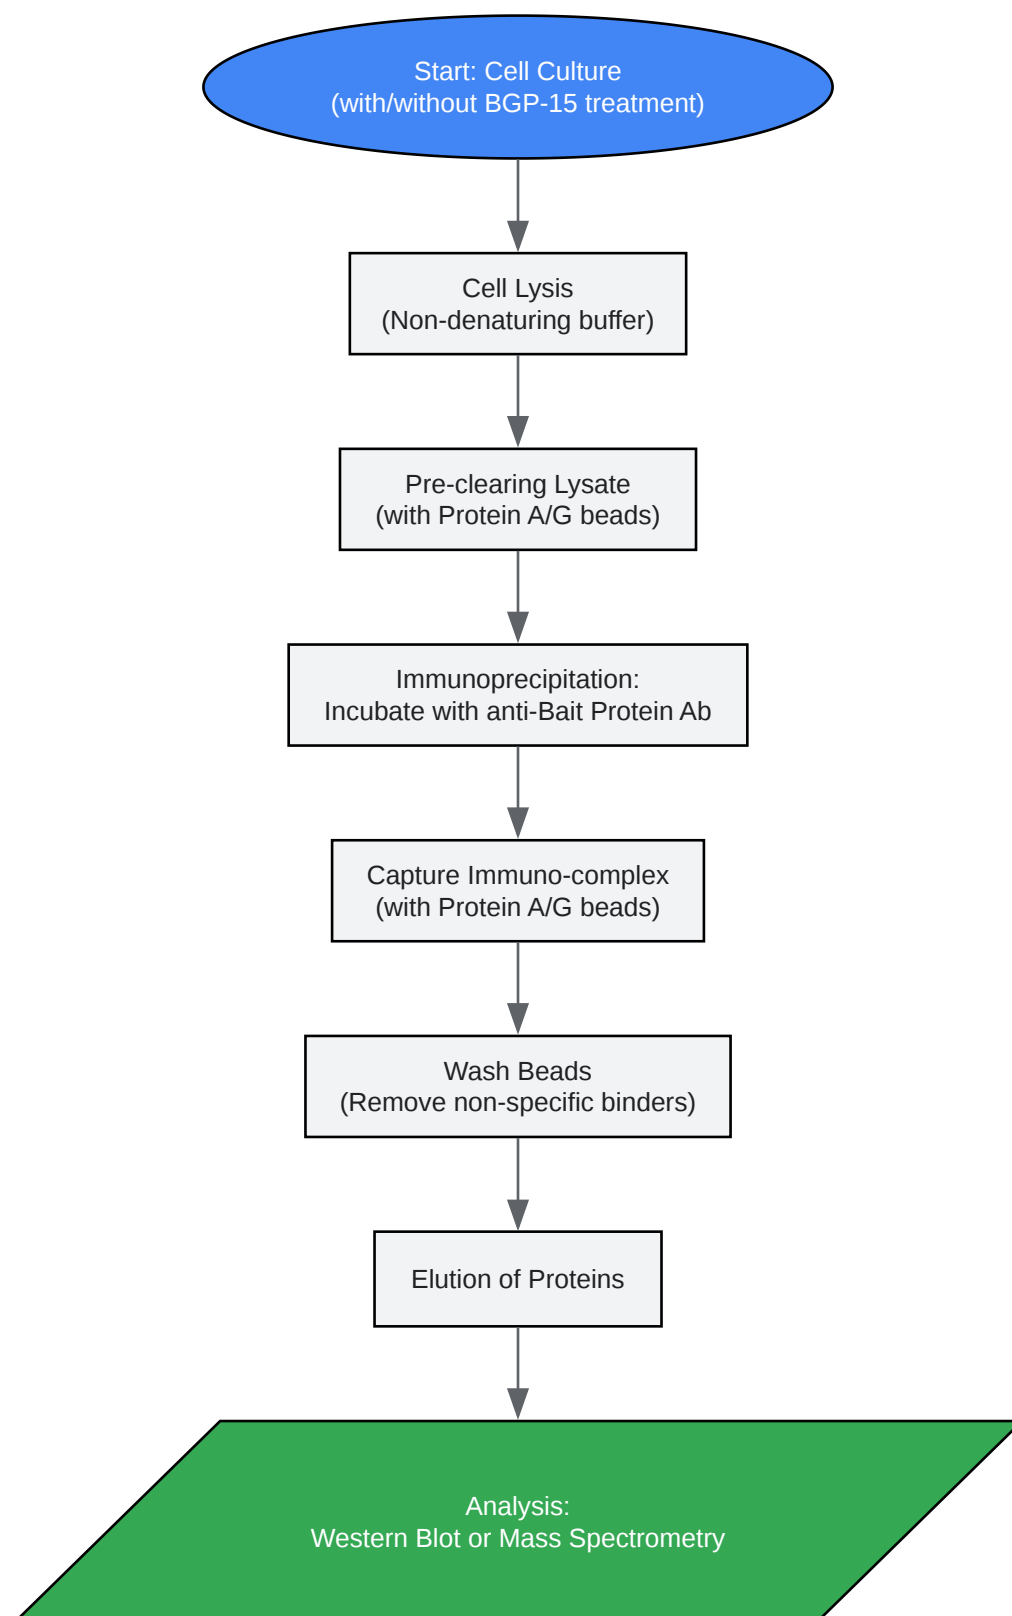 Start: Cell Culture
(with/without BGP-15 treatment)
Cell Lysis
(Non-denaturing buffer)
Pre-clearing Lysate
(with Protein A/G beads)
Immunoprecipitation:
Incubate with anti-Bait Protein Ab
Capture Immuno-complex
(with Protein A/G beads)
Wash Beads
(Remove non-specific binders)
Elution of Proteins
Analysis:
Western Blot or Mass Spectrometry